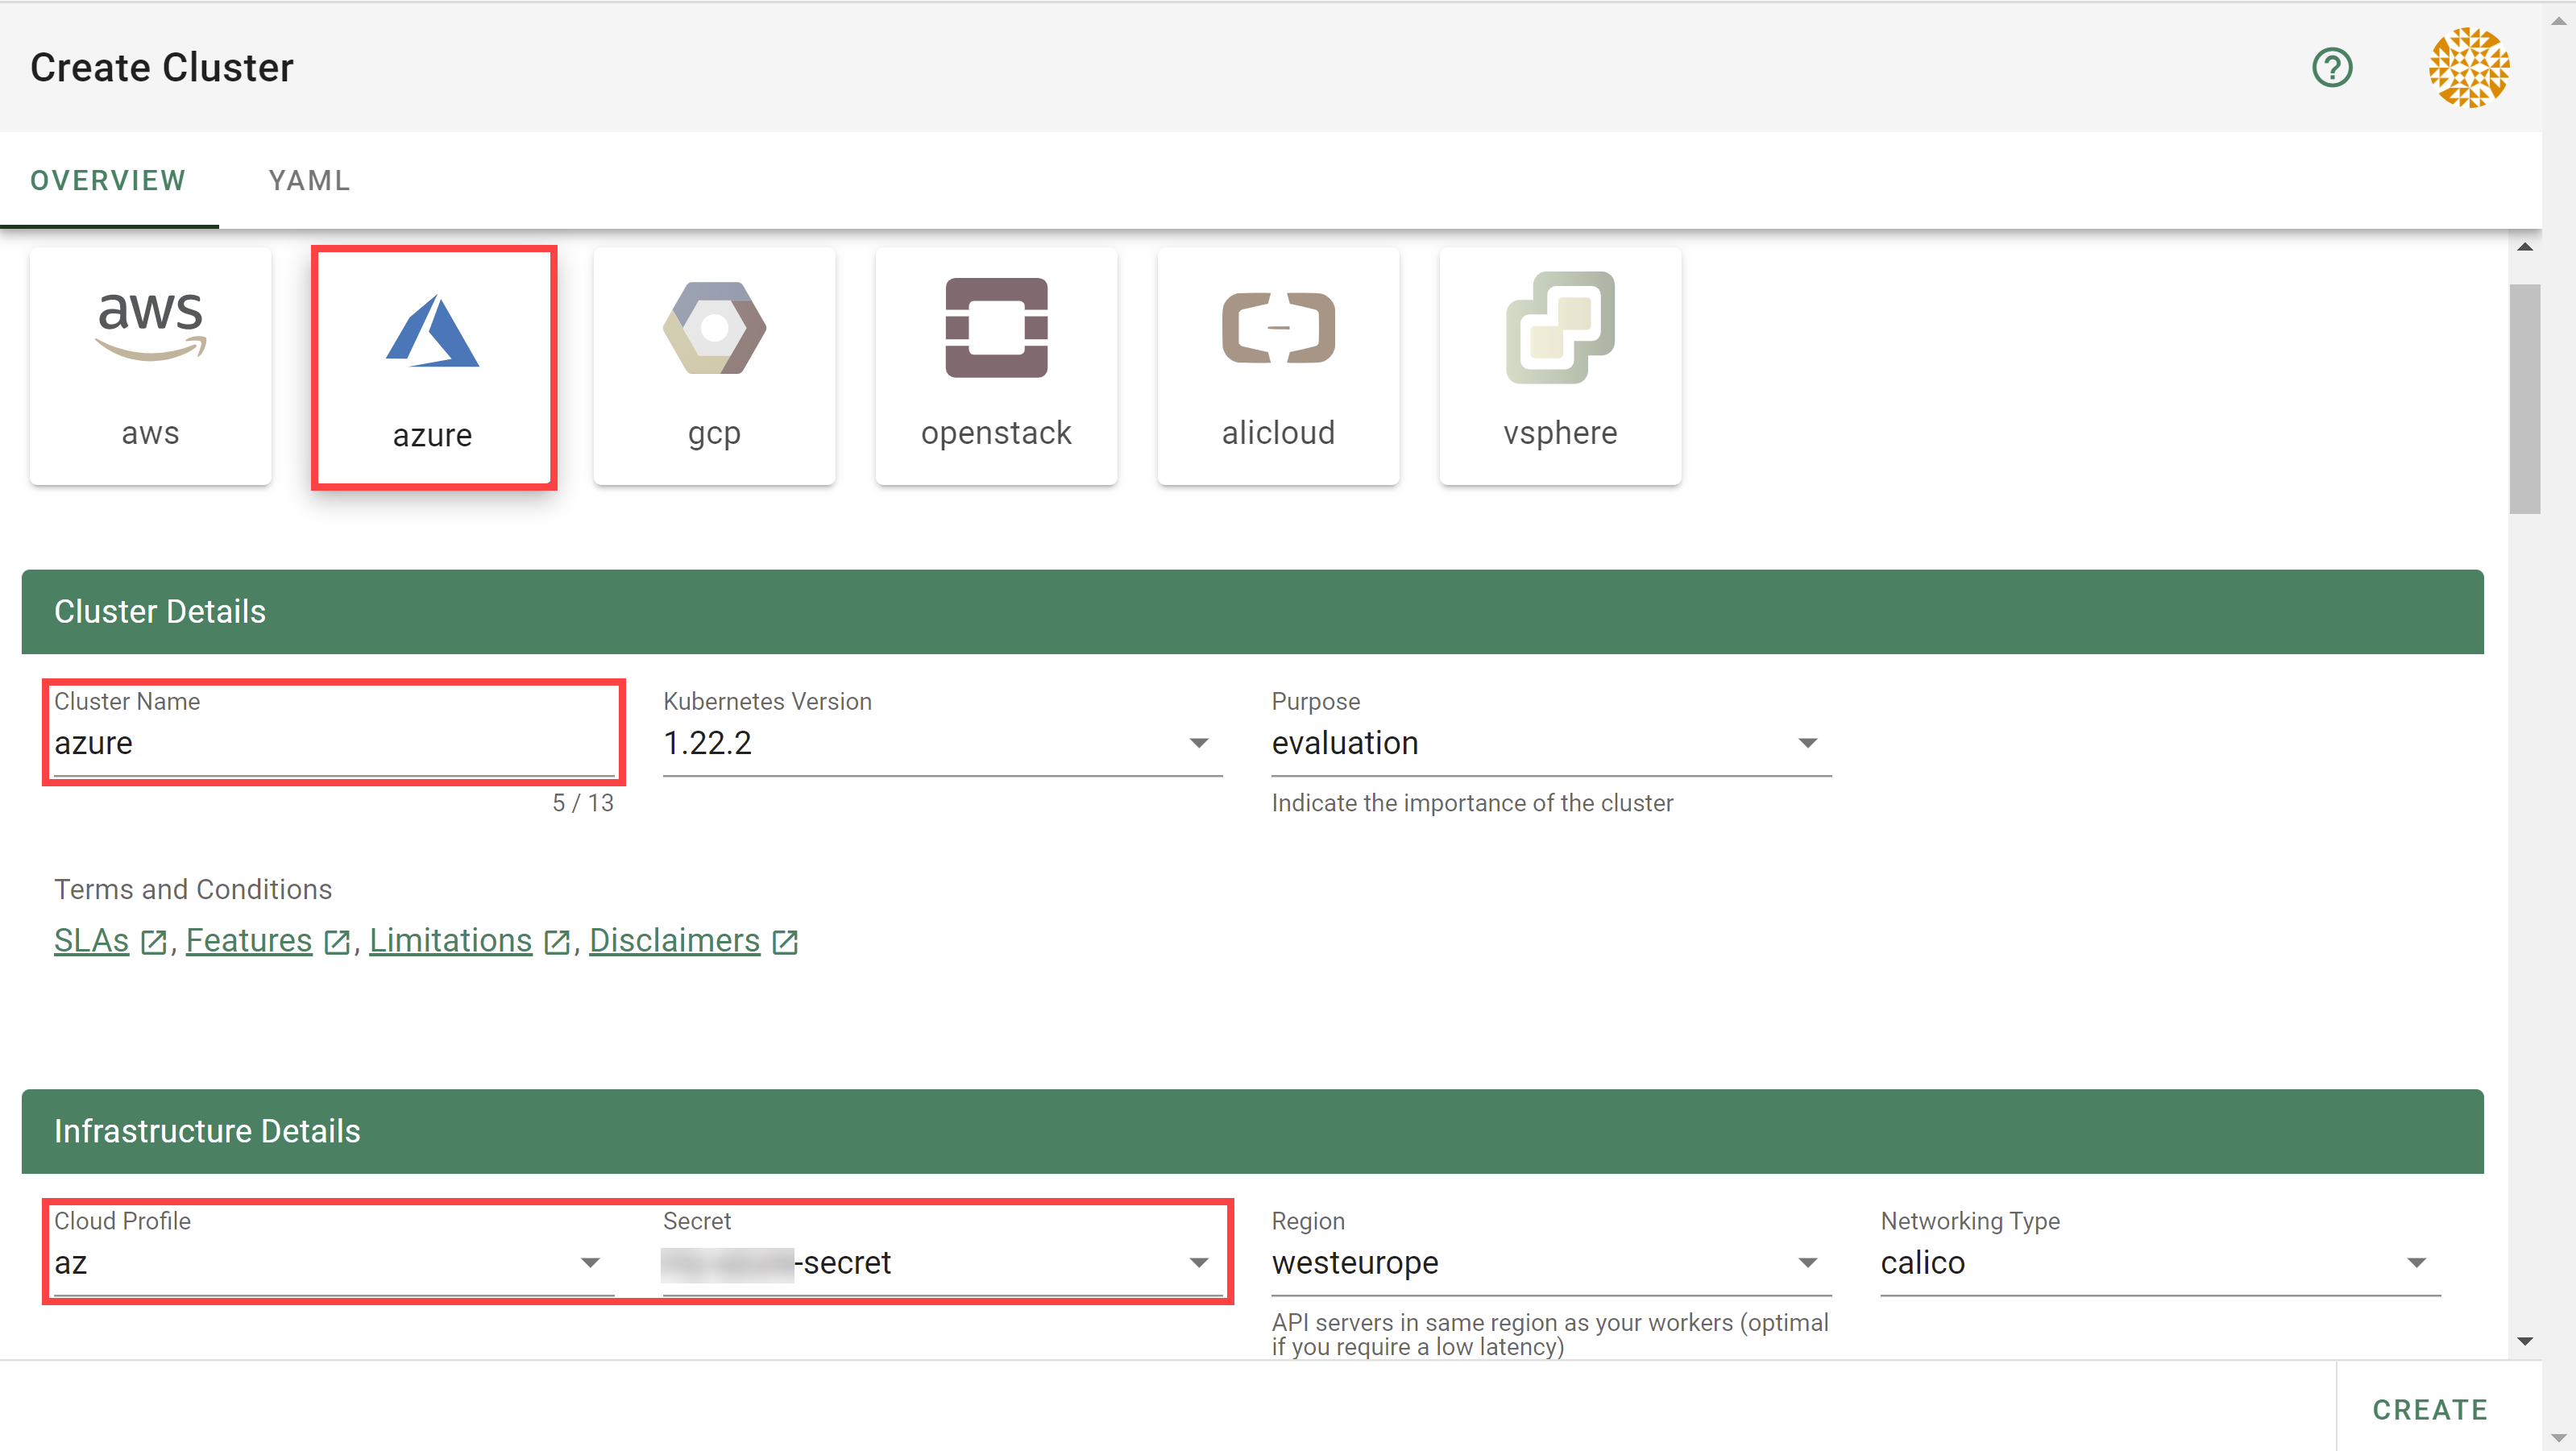 Create Cluster
OVERVIEW YAML
aws
aws azure gcp openstack alicloud vsphere
Cluster Details
Cluster Name Kubernetes Version Purpose
azure 1.22.2 evaluation
5 / 13 Indicate the importance of the cluster
Terms and Conditions
SLAs , Features , Limitations , Disclaimers
Infrastructure Details
Cloud Profile Secret Region Networking Type
az -secret westeurope calico
API servers in same region as your workers (optimal
if you require a low latency)
CREATE